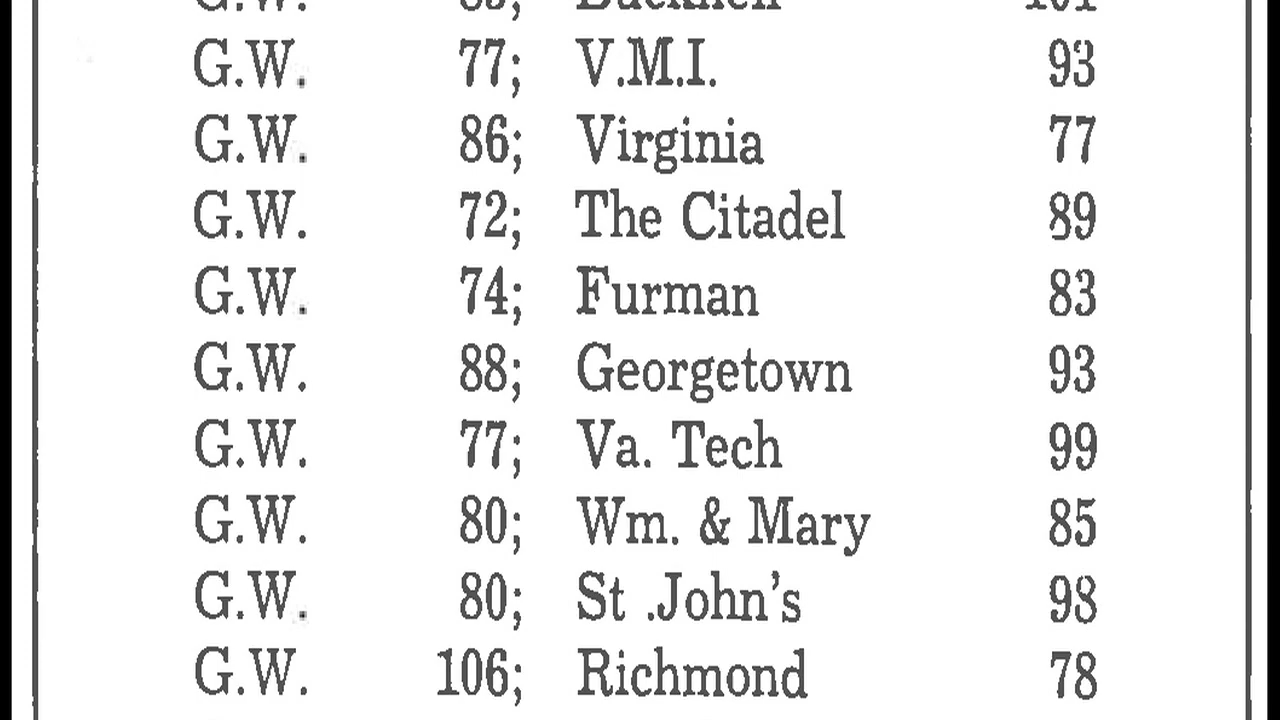 G.W. 77; V.M.I. 93
G.W. 86; Virginia 77
G.W. 72; The Citadel 89
G.W. 74; Furman 83
G.W. 88; Georgetown 93
G.W. 77; Va. Tech 99
G.W. 80; Wm. & Mary 85
G.W. 80; St .John's 98
G.W. 106; Richmond 78